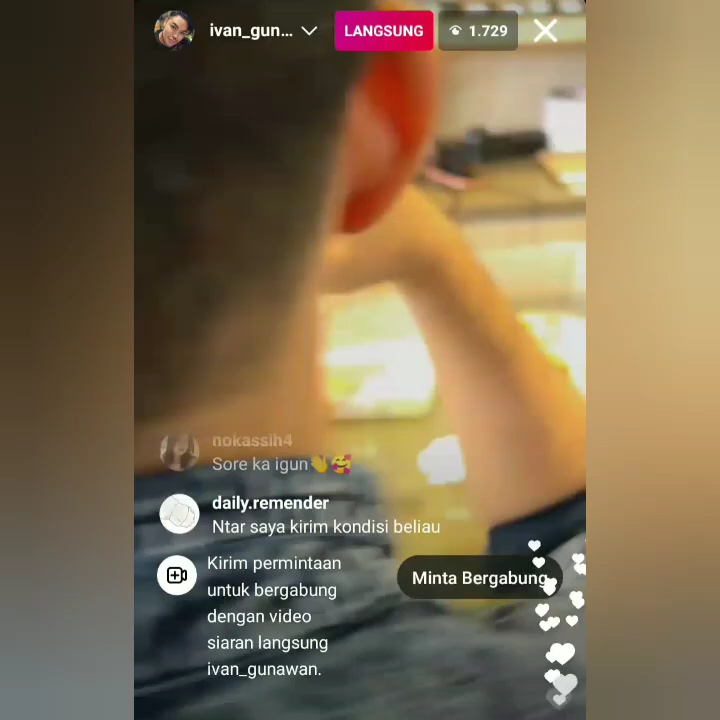 ivan_gun...
LANGSUNG
1.729
nokassih4
Sore ka igun👋🥰
daily.remender
Ntar saya kirim kondisi beliau
Kirim permintaan
untuk bergabung
dengan video
siaran langsung
ivan_gunawan.
Minta Bergabung